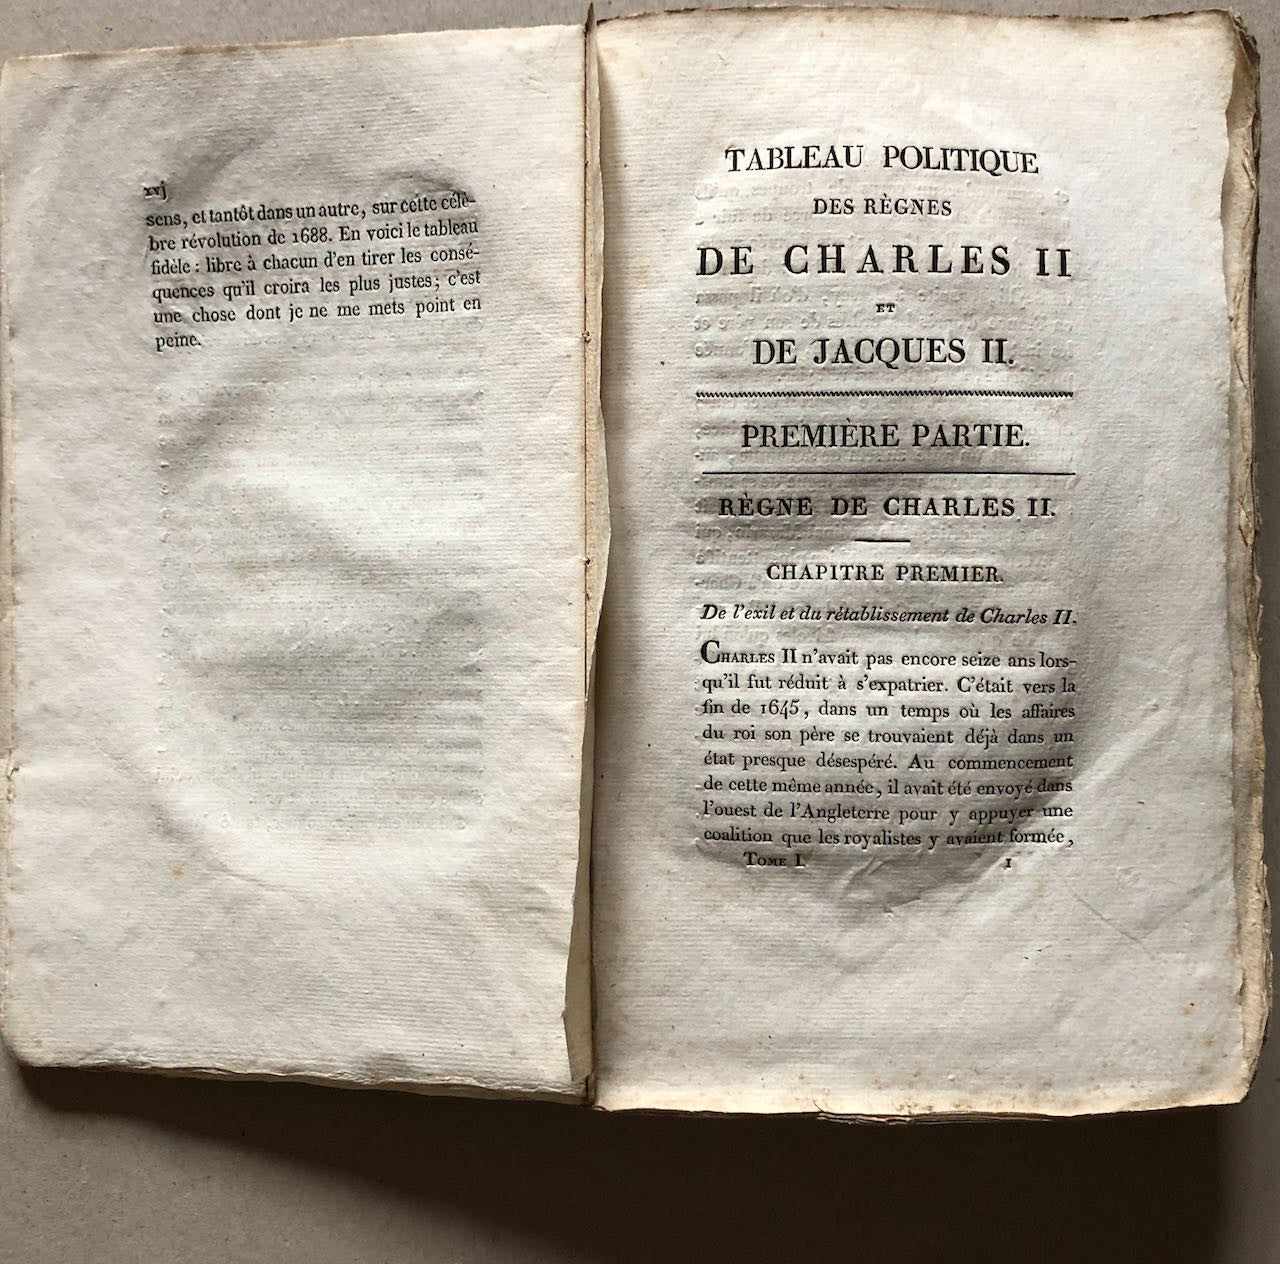 xvj
sens, et tantôt dans un autre, sur cette célè-
bre révolution de 1688. En voici le tableau
fidèle : libre à chacun d'en tirer les consé-
quences qu'il croira les plus justes; c'est
une chose dont je ne me mets point en
peine.
TABLEAU POLITIQUE
DES RÈGNES
DE CHARLES II
ET
DE JACQUES II.
PREMIÈRE PARTIE.
RÈGNE DE CHARLES II.
CHAPITRE PREMIER.
De l'exil et du rétablissement de Charles II.
CHARLES II n'avait pas encore seize ans lors-
qu'il fut réduit à s'expatrier. C'était vers la
fin de 1645, dans un temps où les affaires
du roi son père se trouvaient déjà dans un
état presque désespéré. Au commencement
de cette même année, il avait été envoyé dans
l'ouest de l'Angleterre pour y appuyer une
coalition que les royalistes y avaient formée,
TOME I. 1